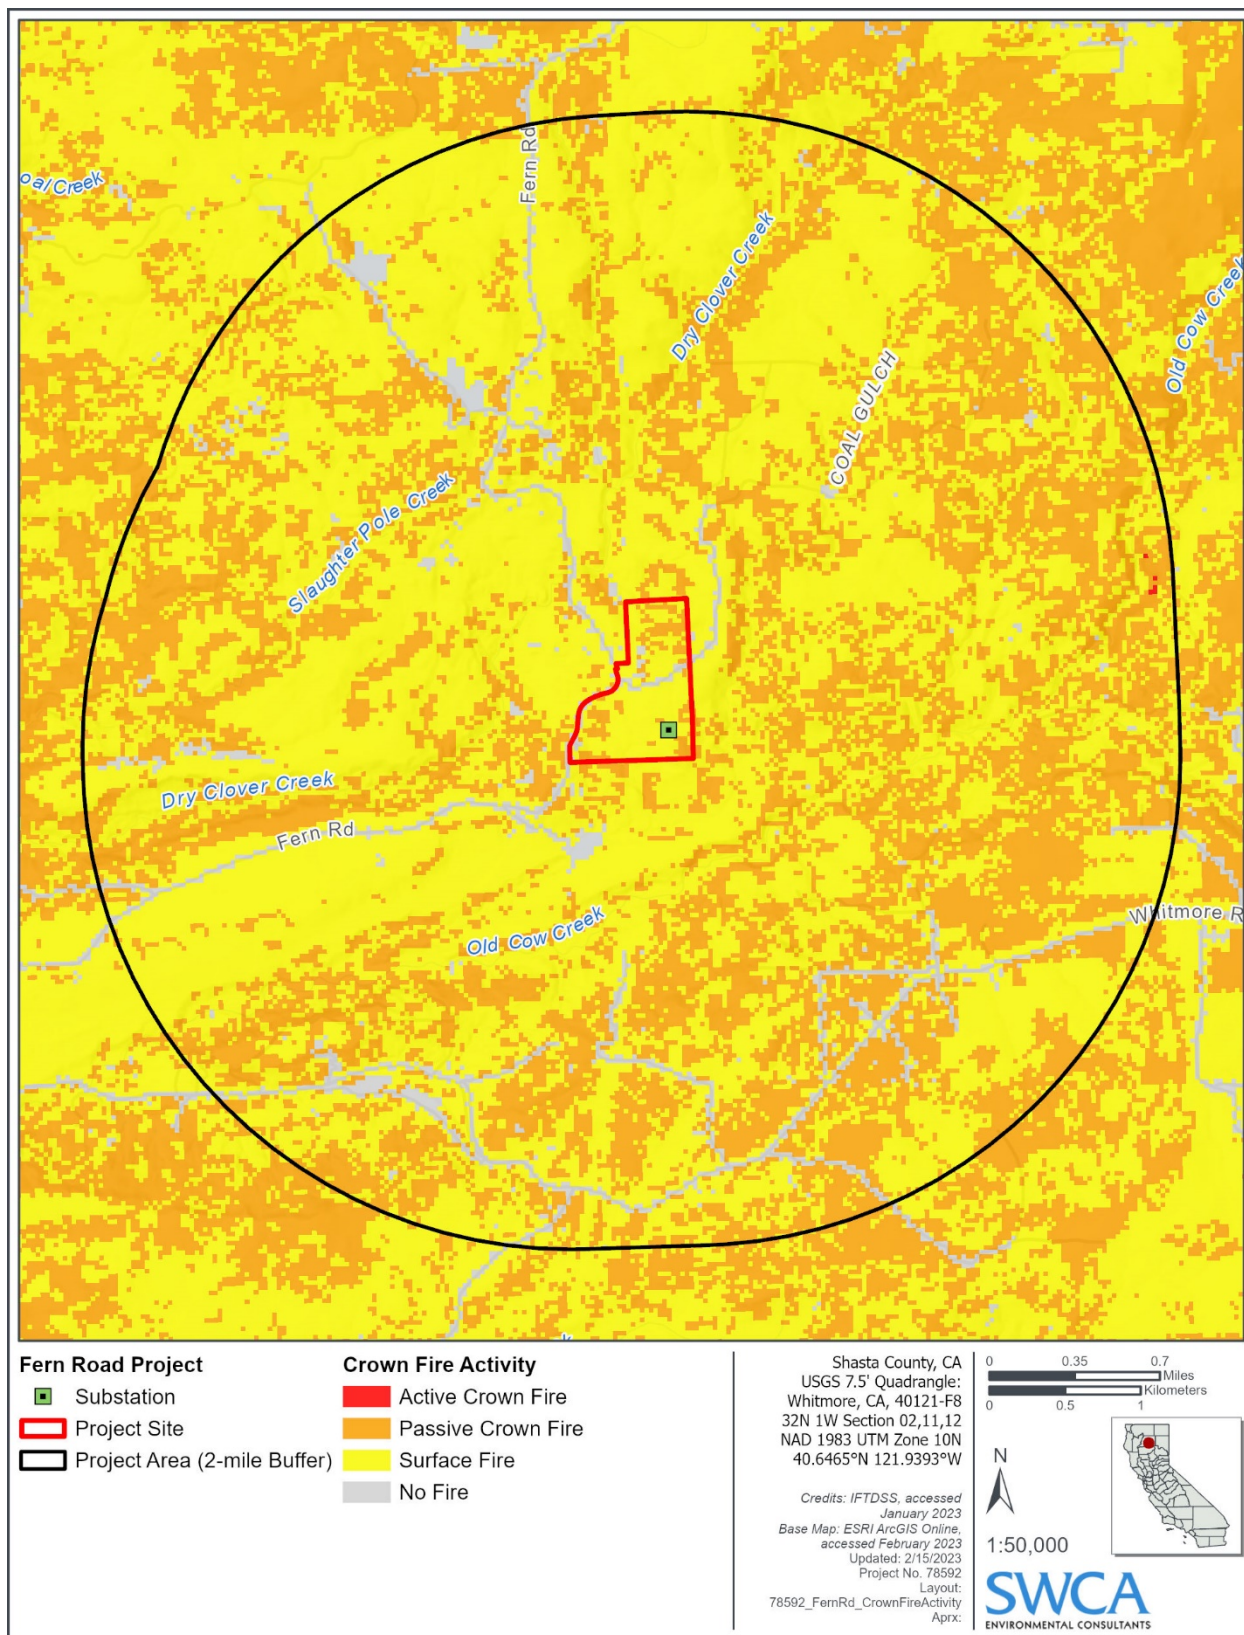 Fern Rd
oal Creek
Dry Clover Creek
Old Cow Creek
COAL GULCH
Slaughter Pole Creek
Dry Clover Creek
Fern Rd
Old Cow Creek
Whitmore R
Fern Road Project
Substation
Project Site
Project Area (2-mile Buffer)
Crown Fire Activity
Active Crown Fire
Passive Crown Fire
Surface Fire
No Fire
Shasta County, CA
USGS 7.5' Quadrangle:
Whitmore, CA, 40121-F8
32N 1W Section 02,11,12
NAD 1983 UTM Zone 10N
40.6465°N 121.9393°W
Credits: IFTDSS, accessed
January 2023
Base Map: ESRI ArcGIS Online,
accessed February 2023
Updated: 2/15/2023
Project No. 78592
Layout:
78592_FernRd_CrownFireActivity
Aprx:
0 0.35 0.7
Miles
Kilometers
0 0.5 1
N
1:50,000
SWCA
ENVIRONMENTAL CONSULTANTS